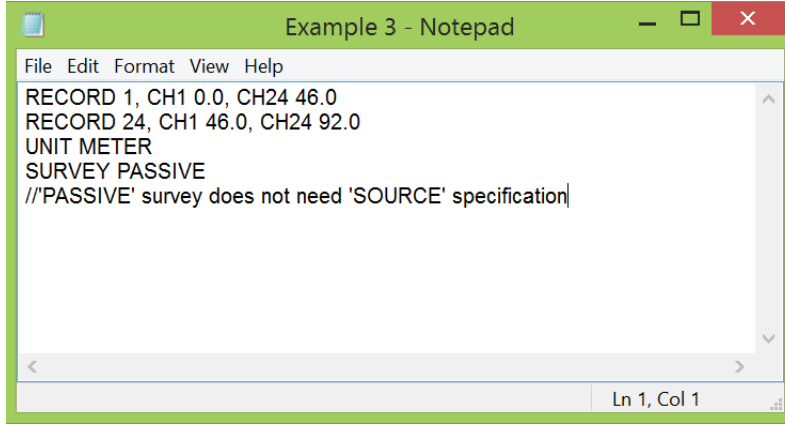 Example 3 - Notepad
File Edit Format View Help
RECORD 1, CH1 0.0, CH24 46.0
RECORD 24, CH1 46.0, CH24 92.0
UNIT METER
SURVEY PASSIVE
//'PASSIVE' survey does not need 'SOURCE' specification
Ln 1, Col 1